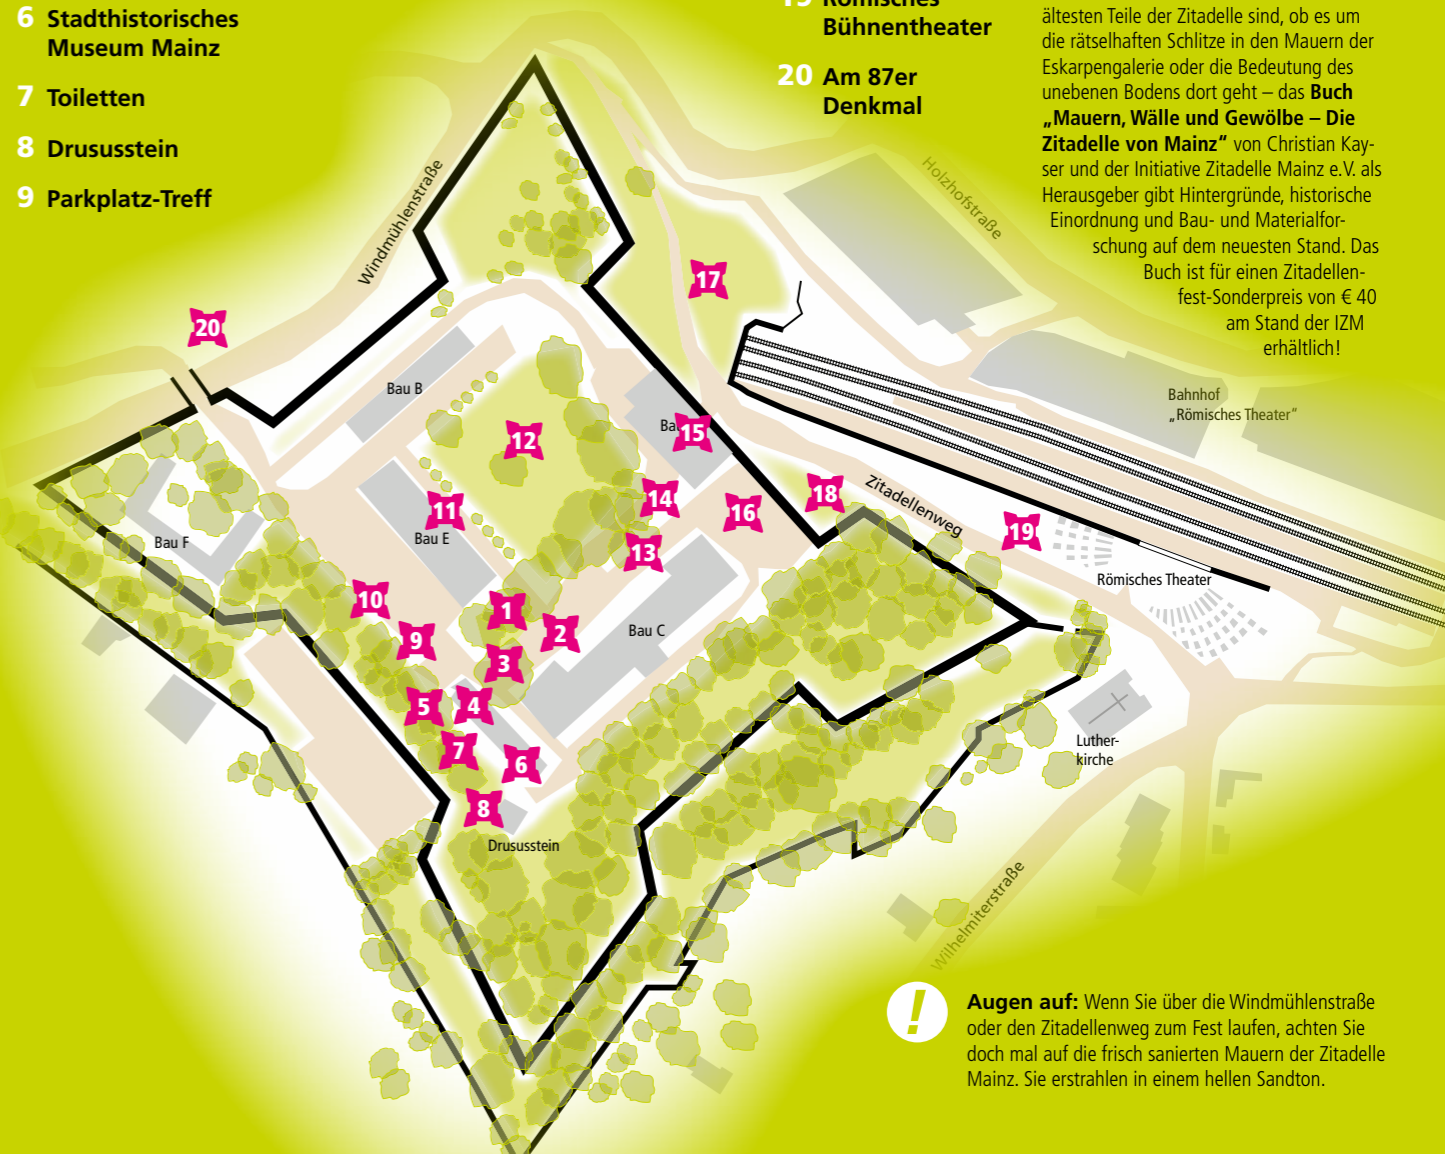 6 Stadthistorisches
Museum Mainz
7 Toiletten
8 Drususstein
9 Parkplatz-Treff
19 Römisches
Bühnentheater
20 Am 87er
Denkmal
ältesten Teile der Zitadelle sind, ob es um
die rätselhaften Schlitze in den Mauern der
Eskarpengalerie oder die Bedeutung des
unebenen Bodens dort geht – das Buch
„Mauern, Wälle und Gewölbe – Die
Zitadelle von Mainz“ von Christian Kay-
ser und der Initiative Zitadelle Mainz e.V. als
Herausgeber gibt Hintergründe, historische
Einordnung und Bau- und Materialfor-
schung auf dem neuesten Stand. Das
Buch ist für einen Zitadellen-
fest-Sonderpreis von € 40
am Stand der IZM
erhältlich!
Windmühlenstraße
Holzhofstraße
17
20
Bau B
Bahnhof
„Römisches Theater“
12
Ba
15
14
18
Zitadellenweg
11
16
19
Bau E
Bau F
13
Römisches Theater
10
1
2
Bau C
9
3
5
4
7
6
Luther-
kirche
8
Drususstein
Wilhelmiterstraße
!
Augen auf: Wenn Sie über die Windmühlenstraße
oder den Zitadellenweg zum Fest laufen, achten Sie
doch mal auf die frisch sanierten Mauern der Zitadelle
Mainz. Sie erstrahlen in einem hellen Sandton.